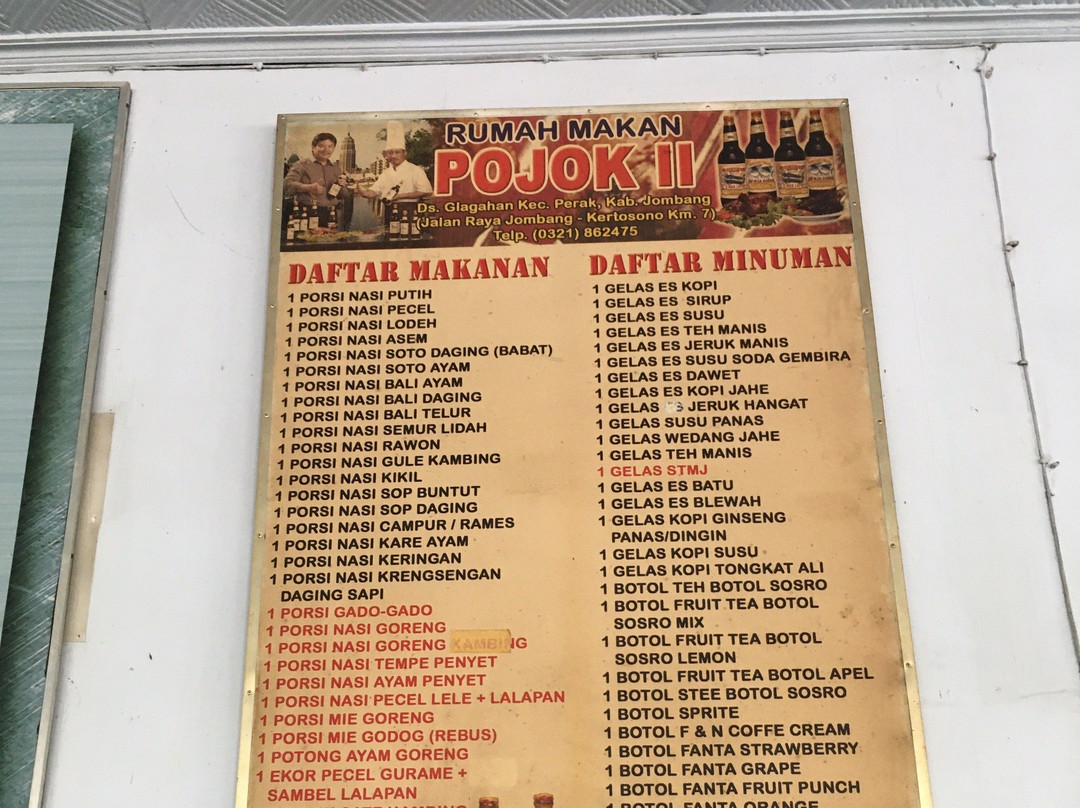 RUMAH MAKAN
POJOK II
Ds. Glagahan Kec. Perak, Kab. Jombang
(Jalan Raya Jombang - Kertosono Km. 7)
Telp. (0321) 862475
DAFTAR MAKANAN
1 PORSI NASI PUTIH
1 PORSI NASI PECEL
1 PORSI NASI LODEH
1 PORSI NASI ASEM
1 PORSI NASI SOTO DAGING (BABAT)
1 PORSI NASI SOTO AYAM
1 PORSI NASI BALI AYAM
1 PORSI NASI BALI DAGING
1 PORSI NASI BALI TELUR
1 PORSI NASI SEMUR LIDAH
1 PORSI NASI RAWON
1 PORSI NASI GULE KAMBING
1 PORSI NASI KIKIL
1 PORSI NASI SOP BUNTUT
1 PORSI NASI SOP DAGING
1 PORSI NASI CAMPUR / RAMES
1 PORSI NASI KARE AYAM
1 PORSI NASI KERINGAN
1 PORSI NASI KRENGSENGAN
DAGING SAPI
1 PORSI GADO-GADO
1 PORSI NASI GORENG
1 PORSI NASI GORENG KAMBING
1 PORSI NASI TEMPE PENYET
1 PORSI NASI AYAM PENYET
1 PORSI NASI PECEL LELE + LALAPAN
1 PORSI MIE GORENG
1 PORSI MIE GODOG (REBUS)
1 POTONG AYAM GORENG
1 EKOR PECEL GURAME +
SAMBEL LALAPAN
DAFTAR MINUMAN
1 GELAS ES KOPI
1 GELAS ES SIRUP
1 GELAS ES SUSU
1 GELAS ES TEH MANIS
1 GELAS ES JERUK MANIS
1 GELAS ES SUSU SODA GEMBIRA
1 GELAS ES DAWET
1 GELAS ES KOPI JAHE
1 GELAS ES JERUK HANGAT
1 GELAS SUSU PANAS
1 GELAS WEDANG JAHE
1 GELAS TEH MANIS
1 GELAS STMJ
1 GELAS ES BATU
1 GELAS ES BLEWAH
1 GELAS KOPI GINSENG
PANAS/DINGIN
1 GELAS KOPI SUSU
1 GELAS KOPI TONGKAT ALI
1 BOTOL TEH BOTOL SOSRO
1 BOTOL FRUIT TEA BOTOL
SOSRO MIX
1 BOTOL FRUIT TEA BOTOL
SOSRO LEMON
1 BOTOL FRUIT TEA BOTOL APEL
1 BOTOL STEE BOTOL SOSRO
1 BOTOL SPRITE
1 BOTOL F & N COFFE CREAM
1 BOTOL FANTA STRAWBERRY
1 BOTOL FANTA GRAPE
1 BOTOL FANTA FRUIT PUNCH
1 BOTOL FANTA ORANGE